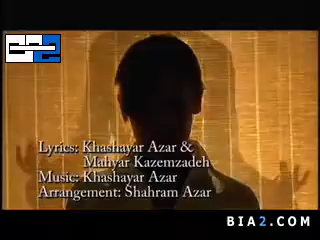 Lyrics: Khashayar Azar &
Mahyar Kazemzadeh
Music: Khashayar Azar
Arrangement: Shahram Azar
BIA2.COM